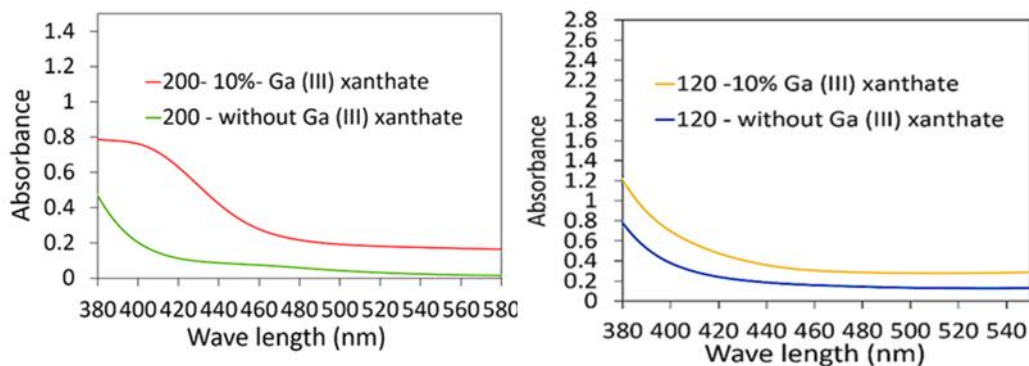 1.4
1.2
1
0.8
0.6
0.4
0.2
0
Absorbance
200- 10%- Ga (III) xanthate
200 - without Ga (III) xanthate
380 400 420 440 460 480 500 520 540 560 580
Wave length (nm)
2.8
2.6
2.4
2.2
2
1.8
1.6
1.4
1.2
1
0.8
0.6
0.4
0.2
0
Absorbance
120 -10% Ga (III) xanthate
120 - without Ga (III) xanthate
380 400 420 440 460 480 500 520 540
Wave length (nm)